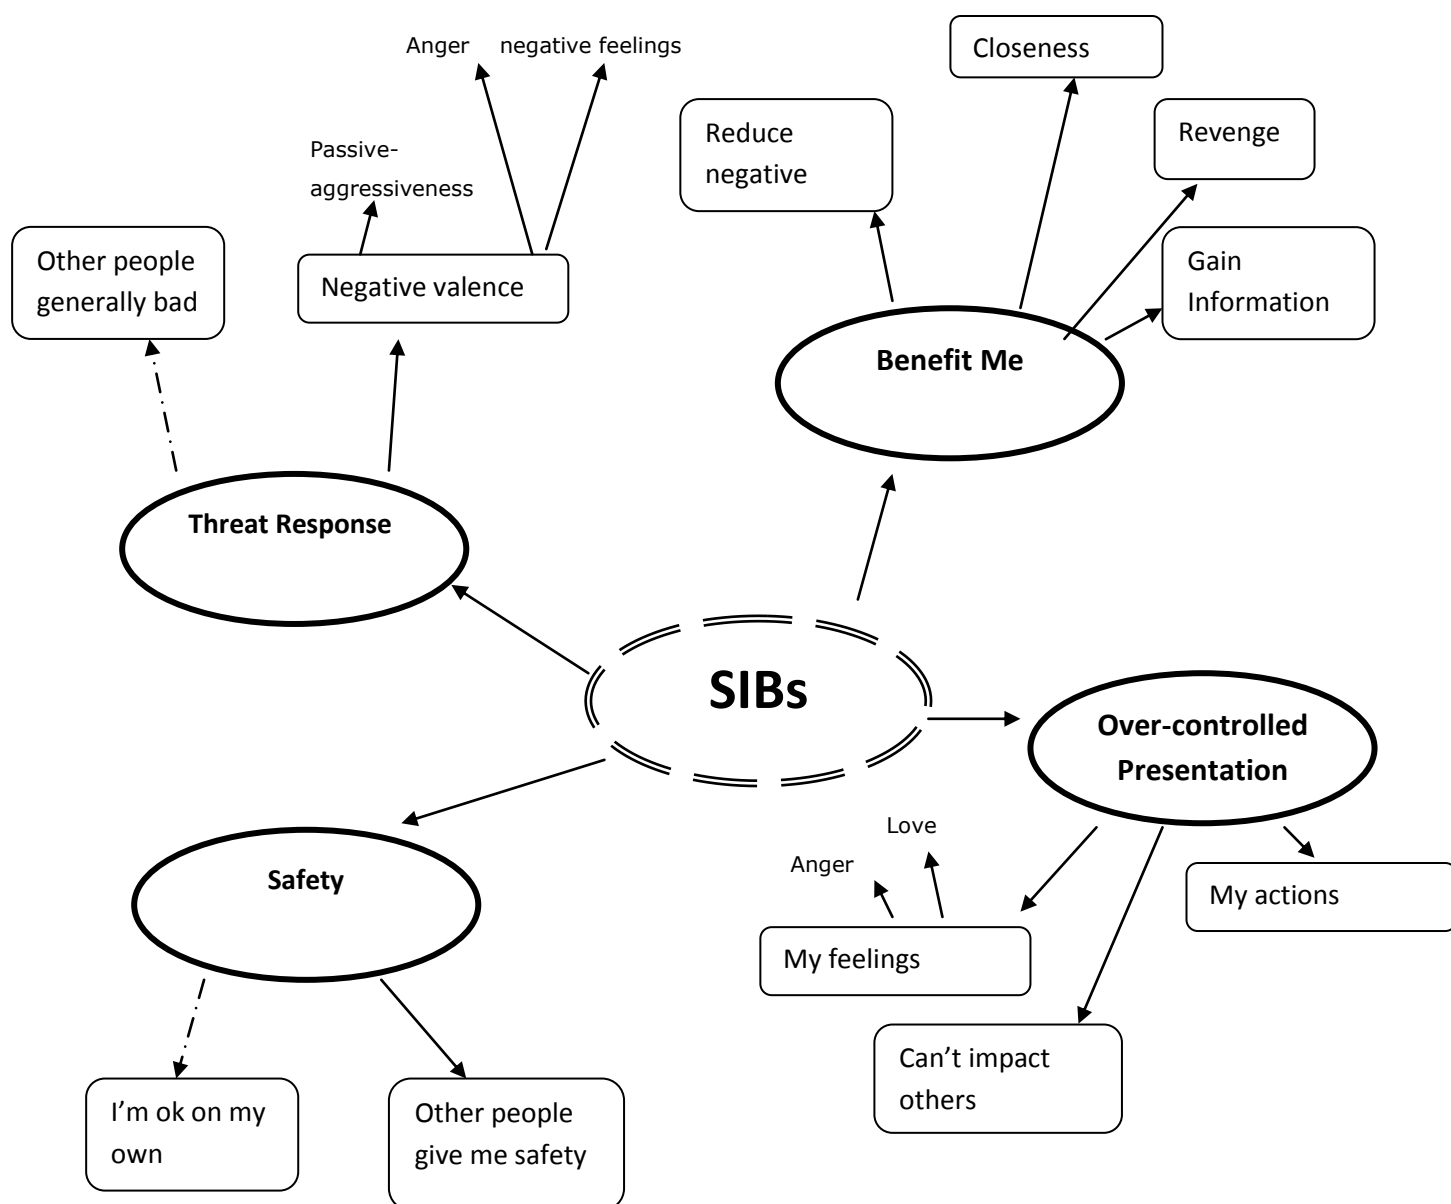 Anger
negative feelings
Closeness
Reduce
negative
Revenge
Passive-
aggressiveness
Other people
generally bad
Negative valence
Gain
Information
Benefit Me
Threat Response
SIBs
Over-controlled
Presentation
Safety
Love
Anger
My actions
My feelings
Can’t impact
others
I’m ok on my
own
Other people
give me safety